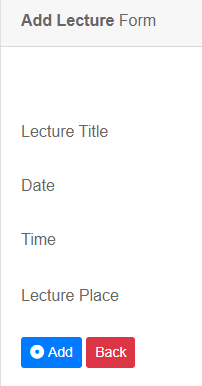 Add Lecture Form
Lecture Title
Date
Time
Lecture Place
Add Back